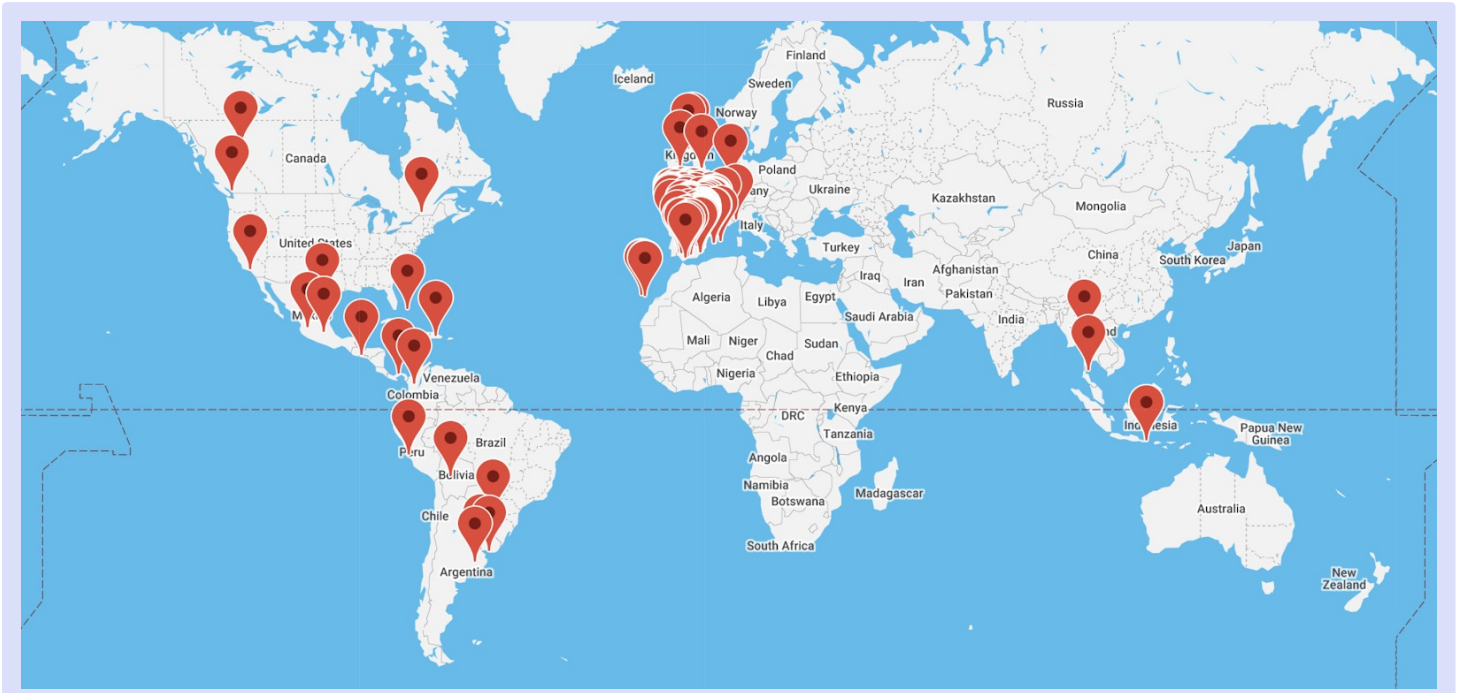 Iceland
Finland
Sweden
Norway
Russia
Canada
Poland
Ukraine
Kazakhstan
Mongolia
Italy
Turkey
United States
China
Japan
South Korea
Iraq
Iran
Afghanistan
Pakistan
Algeria
Libya
Egypt
Saudi Arabia
India
Mali
Niger
Sudan
Chad
Nigeria
Ethiopia
Venezuela
Colombia
DRC
Kenya
Tanzania
Indonesia
Papua New
Guinea
Brazil
Peru
Bolivia
Angola
Namibia
Botswana
Madagascar
Australia
Chile
South Africa
Argentina
New
Zealand